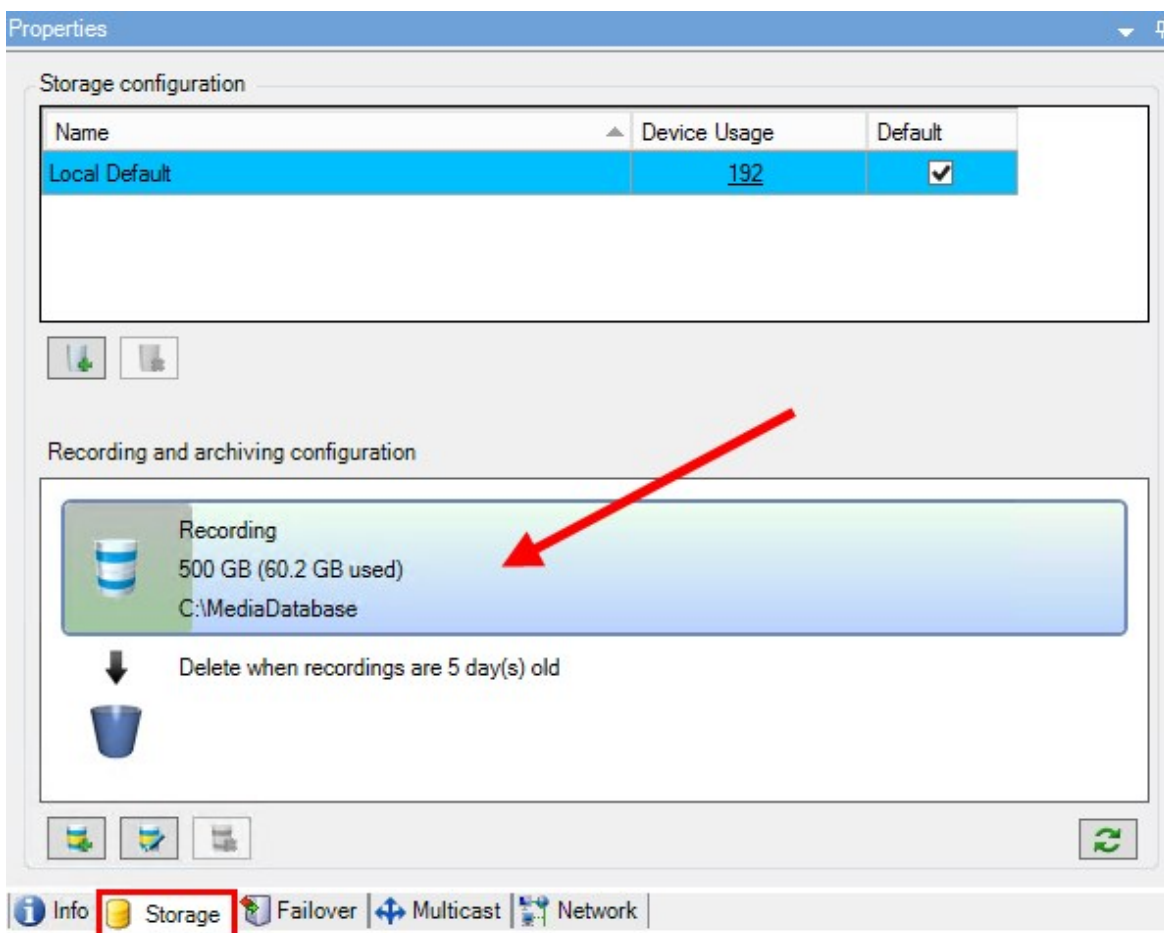 Properties
Storage configuration
Name Device Usage Default
Local Default 192
Recording and archiving configuration
Recording
500 GB (60.2 GB used)
C:\MediaDatabase
Delete when recordings are 5 day(s) old
Info Storage Failover Multicast Network